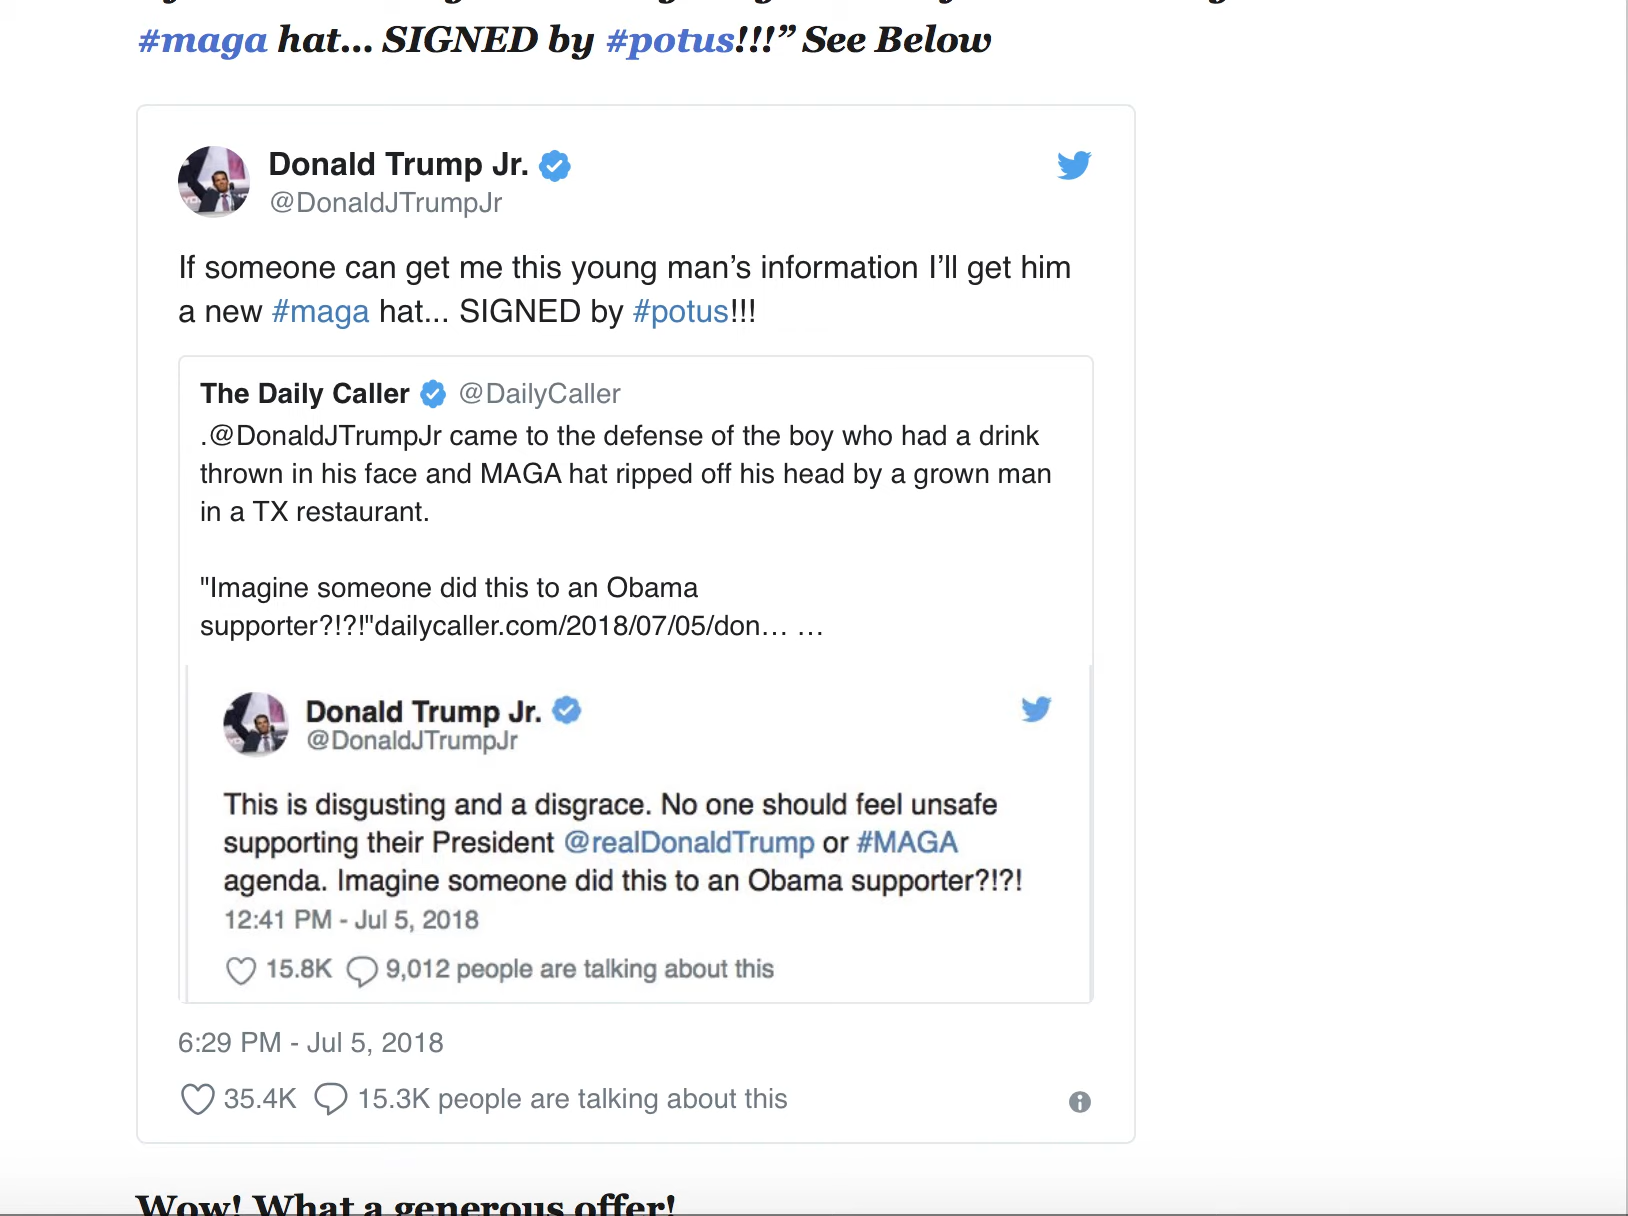 #maga hat... SIGNED by #potus!!!” See Below
Donald Trump Jr.
@DonaldJTrumpJr
If someone can get me this young man’s information I’ll get him
a new #maga hat... SIGNED by #potus!!!
The Daily Caller @DailyCaller
.@DonaldJTrumpJr came to the defense of the boy who had a drink
thrown in his face and MAGA hat ripped off his head by a grown man
in a TX restaurant.
"Imagine someone did this to an Obama
supporter?!?!"dailycaller.com/2018/07/05/don… …
Donald Trump Jr.
@DonaldJTrumpJr
This is disgusting and a disgrace. No one should feel unsafe
supporting their President @realDonaldTrump or #MAGA
agenda. Imagine someone did this to an Obama supporter?!?!
12:41 PM - Jul 5, 2018
15.8K 9,012 people are talking about this
6:29 PM - Jul 5, 2018
35.4K 15.3K people are talking about this
Wow! What a generous offer!